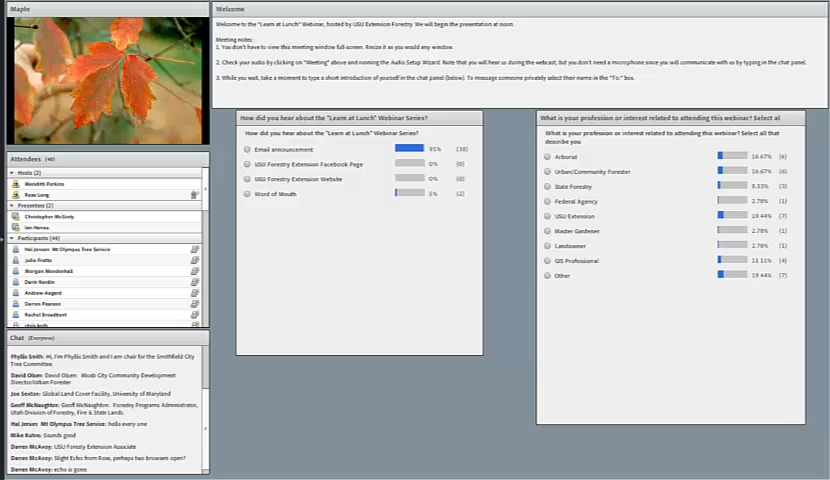 Maple
Welcome
Welcome to the "Learn at Lunch" Webinar, hosted by USU Extension Forestry. We will begin the presentation at noon.
Meeting notes:
1. You don't have to view this meeting window full-screen. Resize it as you would any window.
2. Check your audio by clicking on "Meeting" above and running the Audio Setup Wizard. Note that you will hear us during the webcast, but you don't need a microphone since you will communicate with us by typing in the chat panel.
3. While you wait, take a moment to type a short introduction of yourself in the chat panel (below). To message someone privately select their name in the "To:" box.
How did you hear about the "Learn at Lunch" Webinar Series?
How did you hear about the "Learn at Lunch" Webinar Series?
Email announcement 95% (38)
USU Forestry Extension Facebook Page 0% (0)
USU Forestry Extension Website 0% (0)
Word of Mouth 5% (2)
What is your profession or interest related to attending this webinar? Select al
What is your profession or interest related to attending this webinar? Select all that
describe you
Arborist 16.67% (6)
Urban/Community Forester 16.67% (6)
State Forestry 8.33% (3)
Federal Agency 2.78% (1)
USU Extension 19.44% (7)
Master Gardener 2.78% (1)
Landowner 2.78% (1)
GIS Professional 11.11% (4)
Other 19.44% (7)
Attendees (48)
Hosts (2)
Meredith Perkins
Rose Long
Presenters (2)
Christopher McGinty
Ian Hanou
Participants (44)
Hal Jensen Mt Olympus Tree Service
Julie Fratto
Morgan Mendenhall
Darin Nardin
Andrew Aagard
Darren Pearson
Rachel Broadbent
Chat (Everyone)
Phyllis Smith: Hi, I'm Phyllis Smith and I am chair for the Smithfield City
Tree Committee.
David Olsen: David Olsen: Moab City Community Development
Director/Urban Forester
Joe Sexton: Global Land Cover Facility, University of Maryland
Geoff McNaughton: Geoff McNaughton: Forestry Programs Administrator,
Utah Division of Forestry, Fire & State Lands.
Hal Jensen Mt Olympus Tree Service: hello every one
Mike Kuhns: Sounds good
Darren McAvoy: USU Foresty Extension Associate
Darren McAvoy: Slight Echo from Rose, perhaps two browsers open?
Darren McAvoy: echo is gone